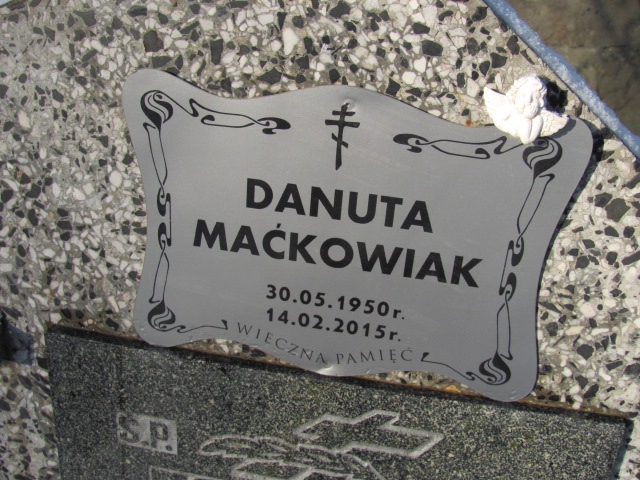 DANUTA
MAĆKOWIAK
30.05.1950r.
14.02.2015r.
WIECZNA PAMIĘĆ
S.P.